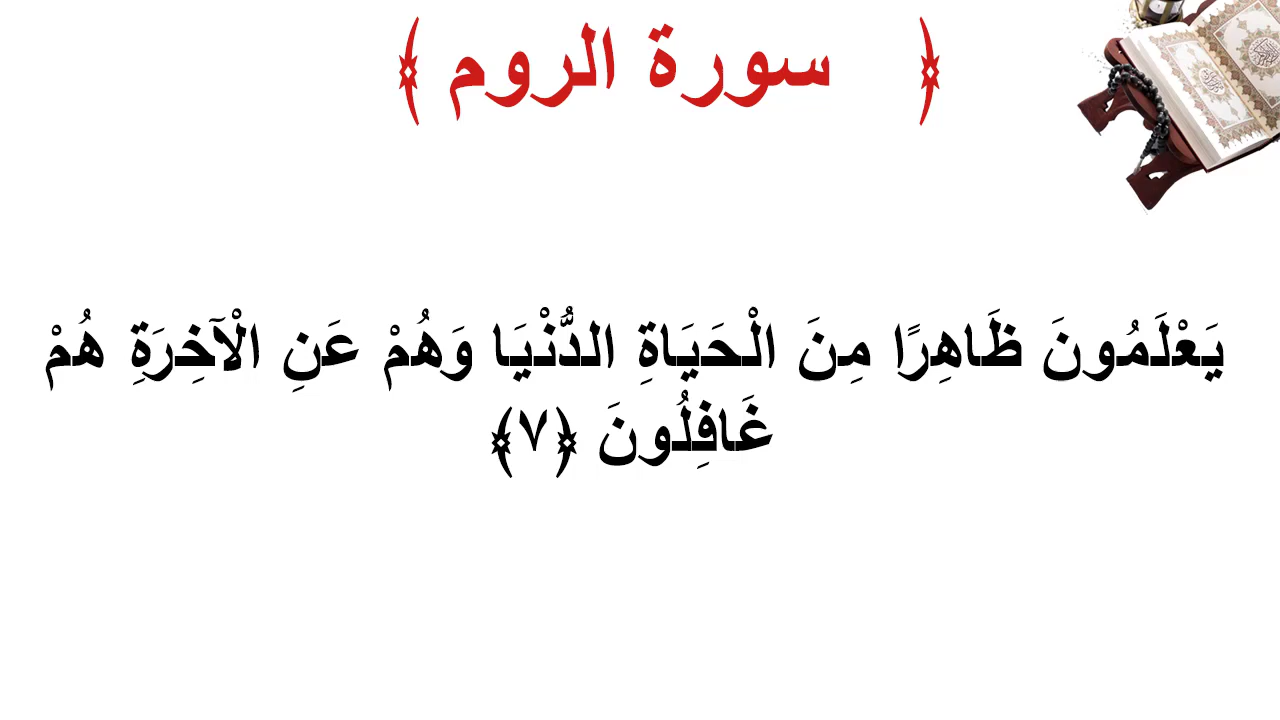 ﴿ سورة الروم ﴾
يَعْلَمُونَ ظَاهِرًا مِنَ الْحَيَاةِ الدُّنْيَا وَهُمْ عَنِ الْآخِرَةِ هُمْ
غَافِلُونَ ﴿٧﴾